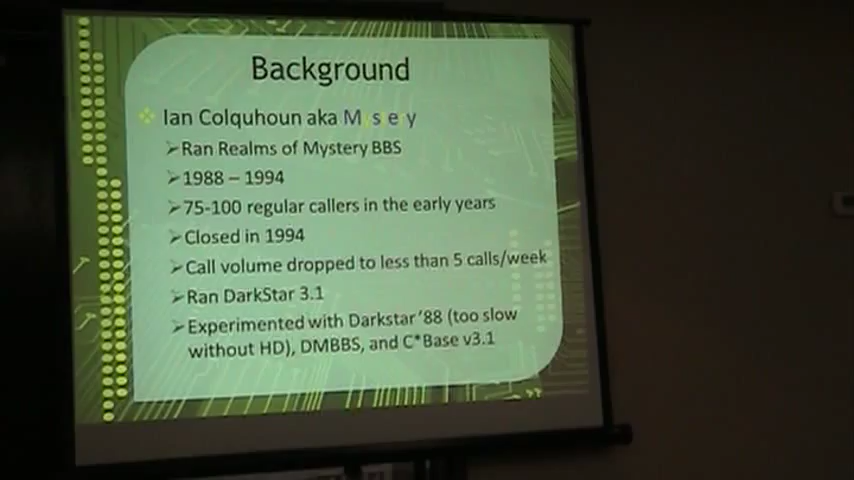 Background
Ian Colquhoun aka Mystery
Ran Realms of Mystery BBS
1988 – 1994
75-100 regular callers in the early years
Closed in 1994
Call volume dropped to less than 5 calls/week
Ran DarkStar 3.1
Experimented with Darkstar '88 (too slow
without HD), DMBBS, and C*Base v3.1